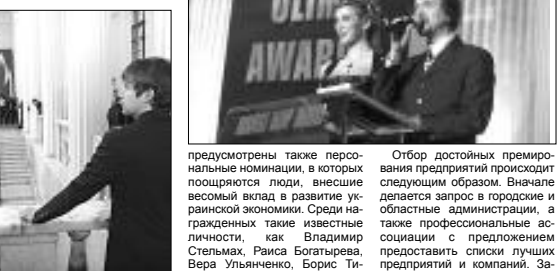 OLIM
AWAR
предусмотрены также персо-
нальные номинации, в которых
поощряются люди, внесшие
весомый вклад в развитие ук-
раинской экономики. Среди на-
гражденных такие известные
личности, как Владимир
Стельмах, Раиса Богатырева,
Вера Ульянченко, Борис Ти-
Отбор достойных премиро-
вания предприятий происходит
следующим образом. Вначале
делается запрос в городские и
областные администрации, а
также профессиональные ас-
социации с предложением
предоставить списки лучших
предприятий и компаний. За-